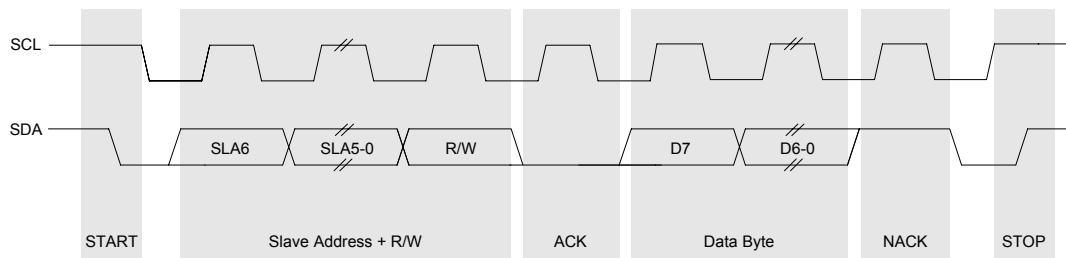 SCL
SDA
SLA6 SLA5-0 R/W D7 D6-0
START Slave Address + R/W ACK Data Byte NACK STOP